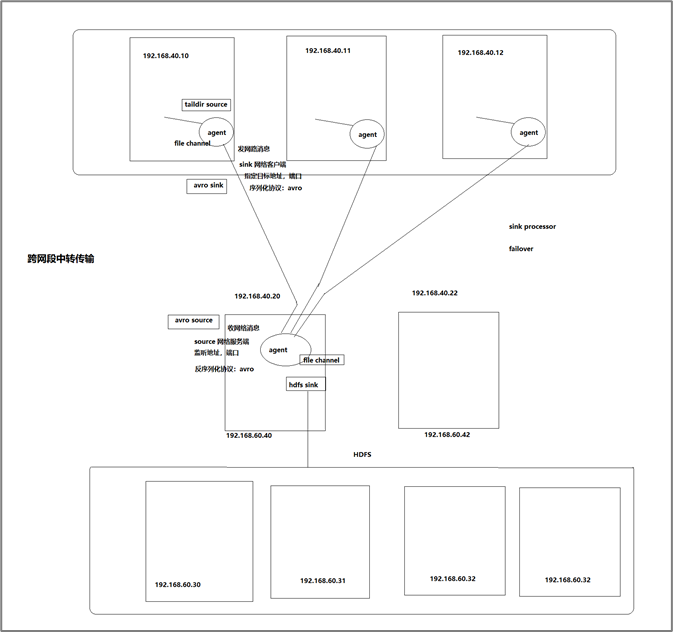 192.168.40.10
192.168.40.11
192.168.40.12
taildir source
agent
agent
agent
file channel
发网路消息
sink 网络客户端
指定目标地址，端口
avro sink
序列化协议：avro
sink processor
failover
跨网段中转传输
192.168.40.20
192.168.40.22
avro source
收网络消息
source 网络服务端
监听地址，端口
agent
file channel
反序列化协议：avro
hdfs sink
192.168.60.40
192.168.60.42
HDFS
192.168.60.30
192.168.60.31
192.168.60.32
192.168.60.32